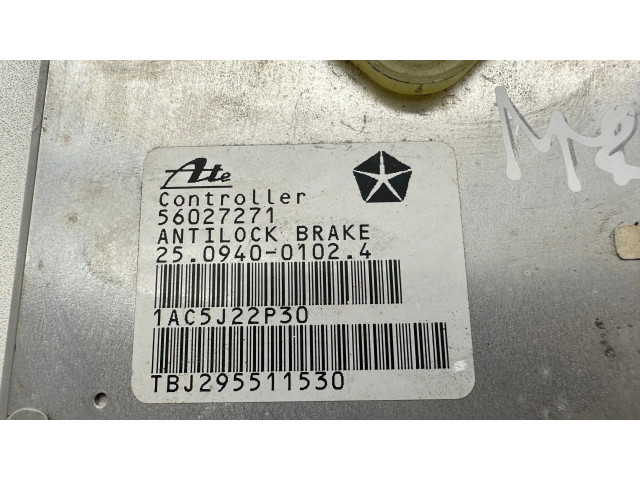 Ate
Controller
56027271
ANTILOCK BRAKE
25.0940-0102.4
1AC5J22P30
TBJ295511530